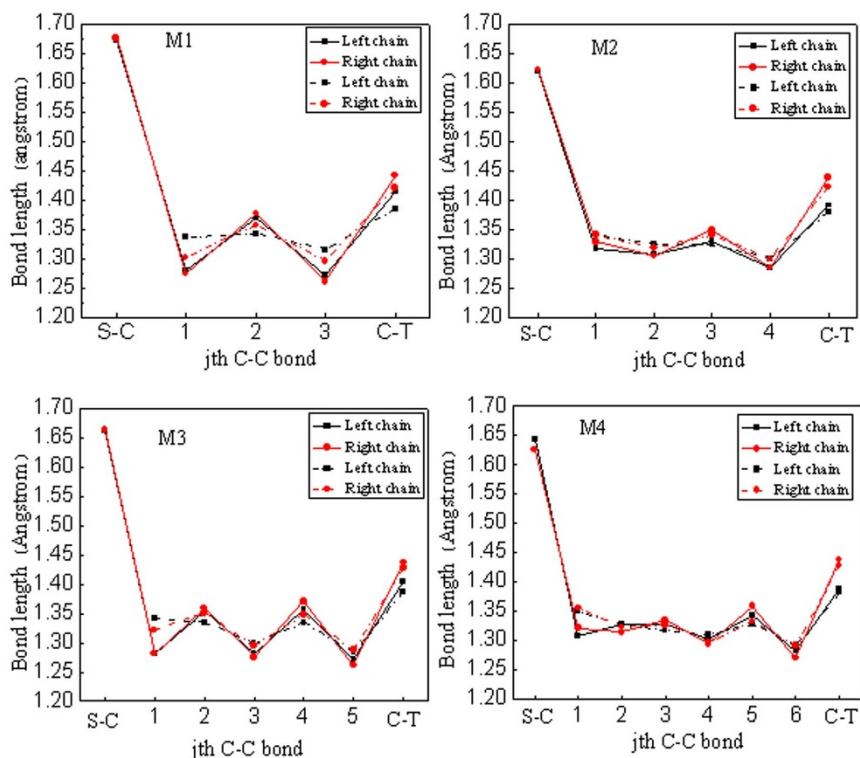 M1
Left chain
Right chain
Left chain
Right chain
1.70
1.65
1.60
1.55
1.50
1.45
1.40
1.35
1.30
1.25
1.20
Bond length (angstrom)
S-C 1 2 3 C-T
jth C-C bond
M2
Left chain
Right chain
Left chain
Right chain
1.70
1.65
1.60
1.55
1.50
1.45
1.40
1.35
1.30
1.25
1.20
Bond length (Angstrom)
S-C 1 2 3 4 C-T
jth C-C bond
M3
Left chain
Right chain
Left chain
Right chain
1.70
1.65
1.60
1.55
1.50
1.45
1.40
1.35
1.30
1.25
1.20
Bond length (Angstrom)
S-C 1 2 3 4 5 C-T
jth C-C bond
M4
Left chain
Right chain
Left chain
Right chain
1.70
1.65
1.60
1.55
1.50
1.45
1.40
1.35
1.30
1.25
1.20
Bond length (Angstrom)
S-C 1 2 3 4 5 6 C-T
jth C-C bond